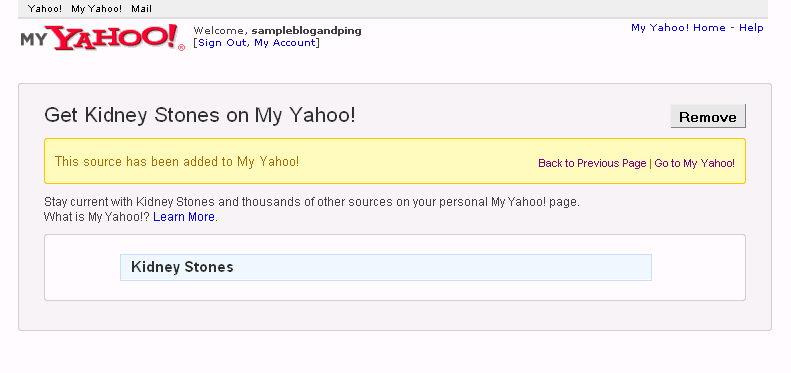 Yahoo! My Yahoo! Mail
MY YAHOO!®
Welcome, sampleblogandping
[Sign Out, My Account]
My Yahoo! Home - Help
Get Kidney Stones on My Yahoo!
Remove
This source has been added to My Yahoo!
Back to Previous Page | Go to My Yahoo!
Stay current with Kidney Stones and thousands of other sources on your personal My Yahoo! page.
What is My Yahoo!? Learn More.
Kidney Stones